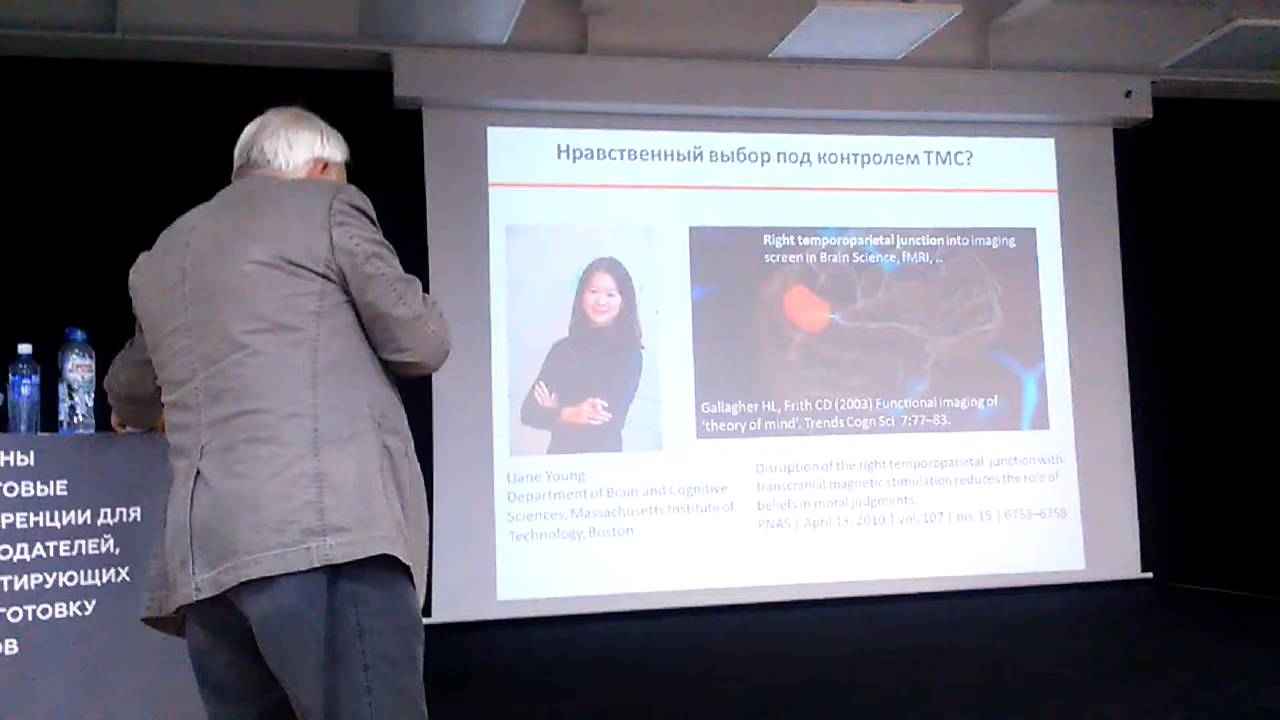 Нравственный выбор под контролем ТМС?
Right temporoparietal junction into imaging
screen in Brain Science, fMRI, ..
Gallagher HL, Frith CD (2003) Functional imaging of
'theory of mind'. Trends Cogn Sci 7:77–83.
Liane Young
Department of Brain and Cognitive
Sciences, Massachusetts Institute of
Technology, Boston
Disruption of the right temporoparietal junction with
transcranial magnetic stimulation reduces the role of
beliefs in moral judgments.
PNAS | April 13, 2010 | vol. 107 | no. 15 | 6753–6758
НЫ
ТОВЫЕ
РЕНЦИИ ДЛЯ
ОДАТЕЛЕЙ,
ТИРУЮЩИХ
ГОТОВКУ
ОВ